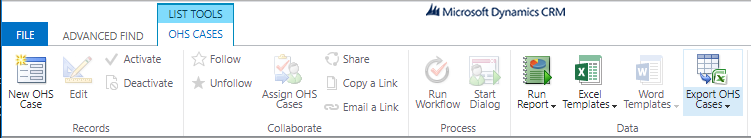 LIST TOOLS
Microsoft Dynamics CRM
FILE
ADVANCED FIND
OHS CASES
New OHS
Case
Edit
Activate
Deactivate
Records
Follow
Unfollow
Assign OHS
Cases
Share
Copy a Link
Email a Link
Collaborate
Run
Workflow
Start
Dialog
Process
Run
Report
Excel
Templates
Word
Templates
Export OHS
Cases
Data